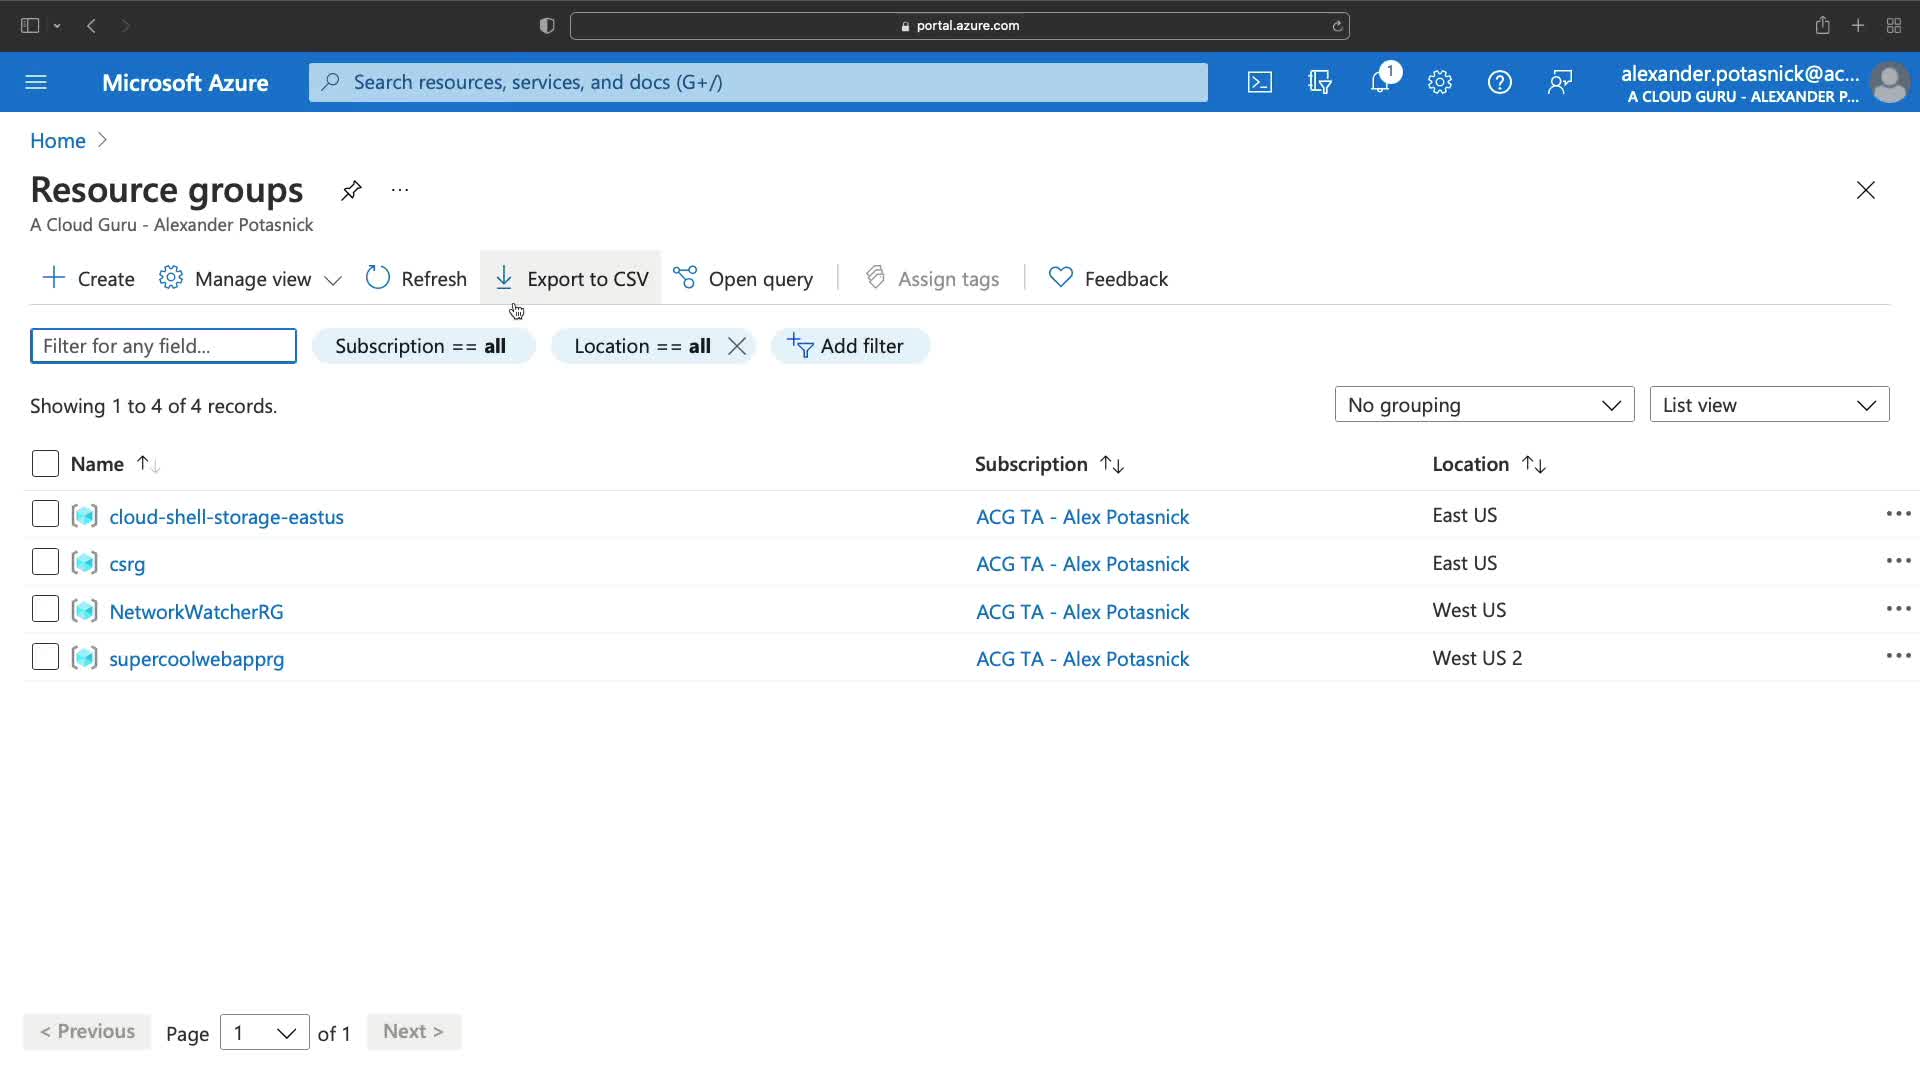 portal.azure.com
Microsoft Azure
Search resources, services, and docs (G+/)
1
alexander.potasnick@ac...
A CLOUD GURU - ALEXANDER P...
Home
Resource groups
A Cloud Guru - Alexander Potasnick
Create Manage view Refresh Export to CSV Open query Assign tags Feedback
Filter for any field... Subscription == all Location == all Add filter
Showing 1 to 4 of 4 records. No grouping List view
Name Subscription Location
cloud-shell-storage-eastus ACG TA - Alex Potasnick East US
csrg ACG TA - Alex Potasnick East US
NetworkWatcherRG ACG TA - Alex Potasnick West US
supercoolwebapprg ACG TA - Alex Potasnick West US 2
< Previous Page 1 of 1 Next >